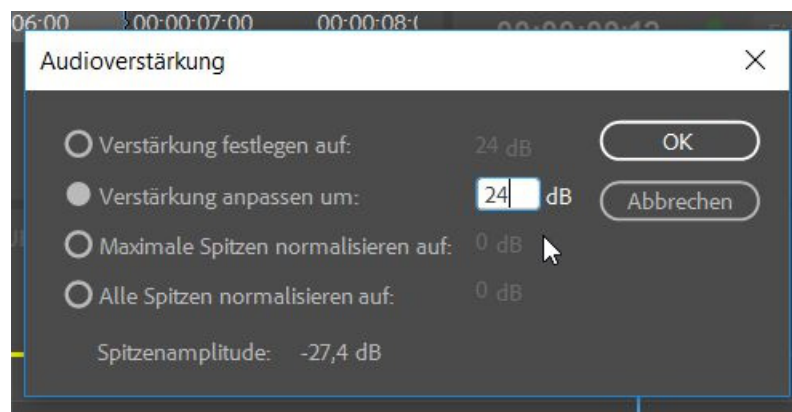 06:00 00:00:07:00 00:00:08:(
Audioverstärkung
Verstärkung festlegen auf: 24 dB OK
Verstärkung anpassen um: 24 dB Abbrechen
Maximale Spitzen normalisieren auf: 0 dB
Alle Spitzen normalisieren auf: 0 dB
Spitzenamplitude: -27,4 dB